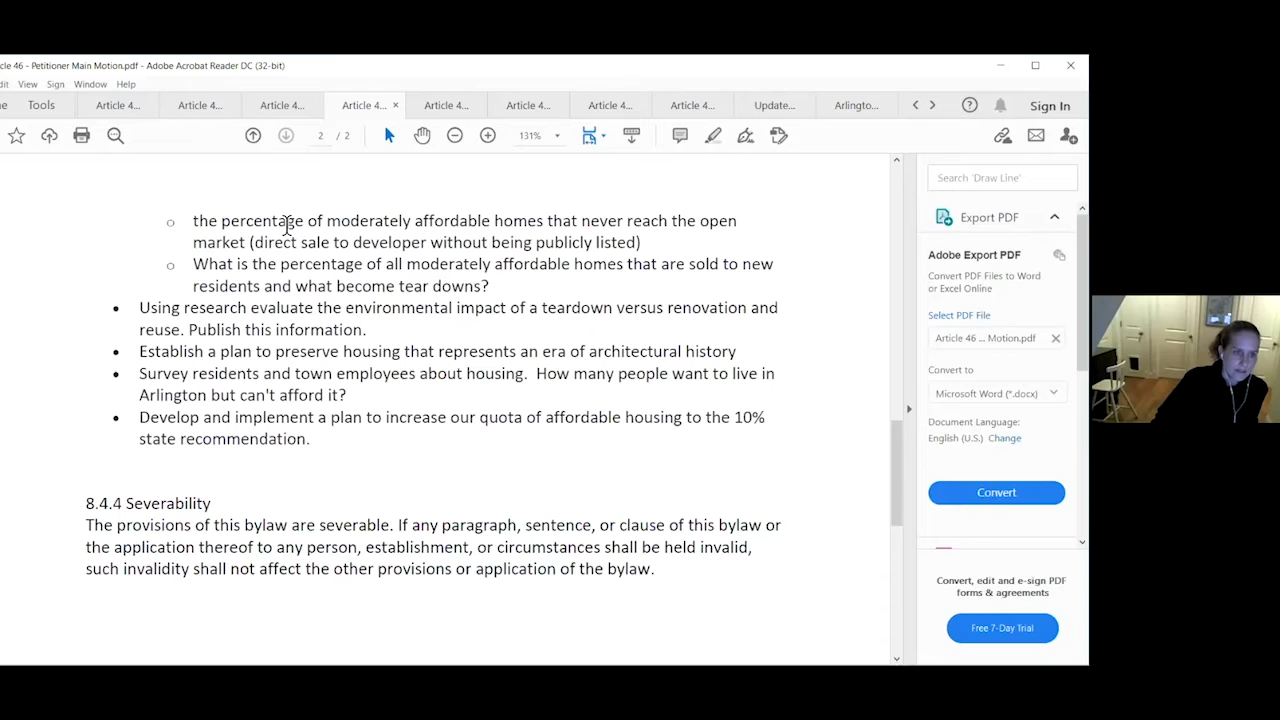 cle 46 - Petitioner Main Motion.pdf - Adobe Acrobat Reader DC (32-bit)
dit View Sign Window Help
e Tools Article 4... Article 4... Article 4... Article 4... × Article 4... Article 4... Article 4... Article 4... Update... Arlingto... Sign In
2 / 2 131%
the percentage of moderately affordable homes that never reach the open
market (direct sale to developer without being publicly listed)
What is the percentage of all moderately affordable homes that are sold to new
residents and what become tear downs?
Using research evaluate the environmental impact of a teardown versus renovation and
reuse. Publish this information.
Establish a plan to preserve housing that represents an era of architectural history
Survey residents and town employees about housing. How many people want to live in
Arlington but can't afford it?
Develop and implement a plan to increase our quota of affordable housing to the 10%
state recommendation.
8.4.4 Severability
The provisions of this bylaw are severable. If any paragraph, sentence, or clause of this bylaw or
the application thereof to any person, establishment, or circumstances shall be held invalid,
such invalidity shall not affect the other provisions or application of the bylaw.
Search 'Draw Line'
Export PDF
Adobe Export PDF
Convert PDF Files to Word
or Excel Online
Select PDF File
Article 46 ... Motion.pdf
Convert to
Microsoft Word (*.docx)
Document Language:
English (U.S.) Change
Convert
Convert, edit and e-sign PDF
forms & agreements
Free 7-Day Trial